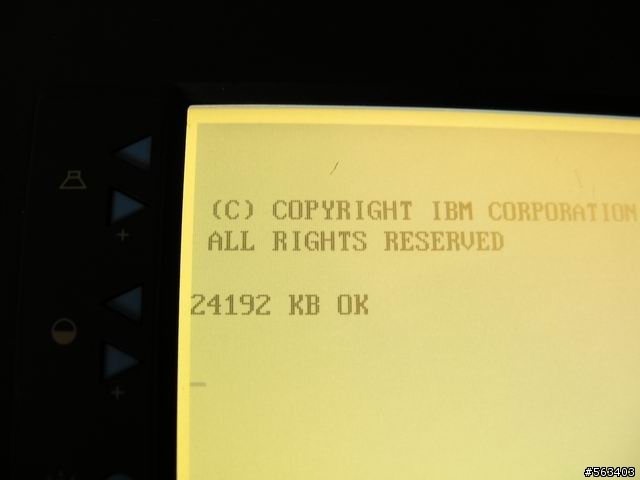 (C) COPYRIGHT IBM CORPORATION
ALL RIGHTS RESERVED
24192 KB OK
+
+
#563403